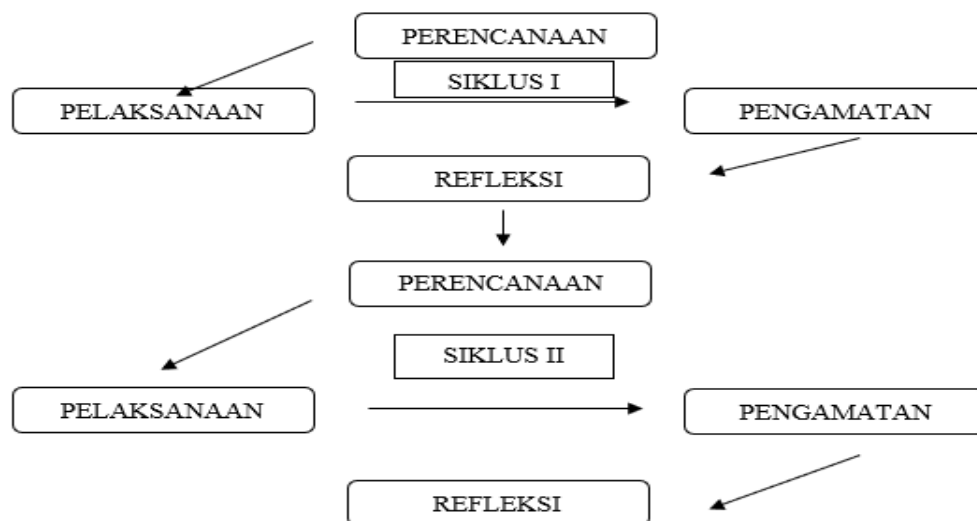 PERENCANAAN
SIKLUS I
PELAKSANAAN
PENGAMATAN
REFLEKSI
PERENCANAAN
SIKLUS II
PELAKSANAAN
PENGAMATAN
REFLEKSI